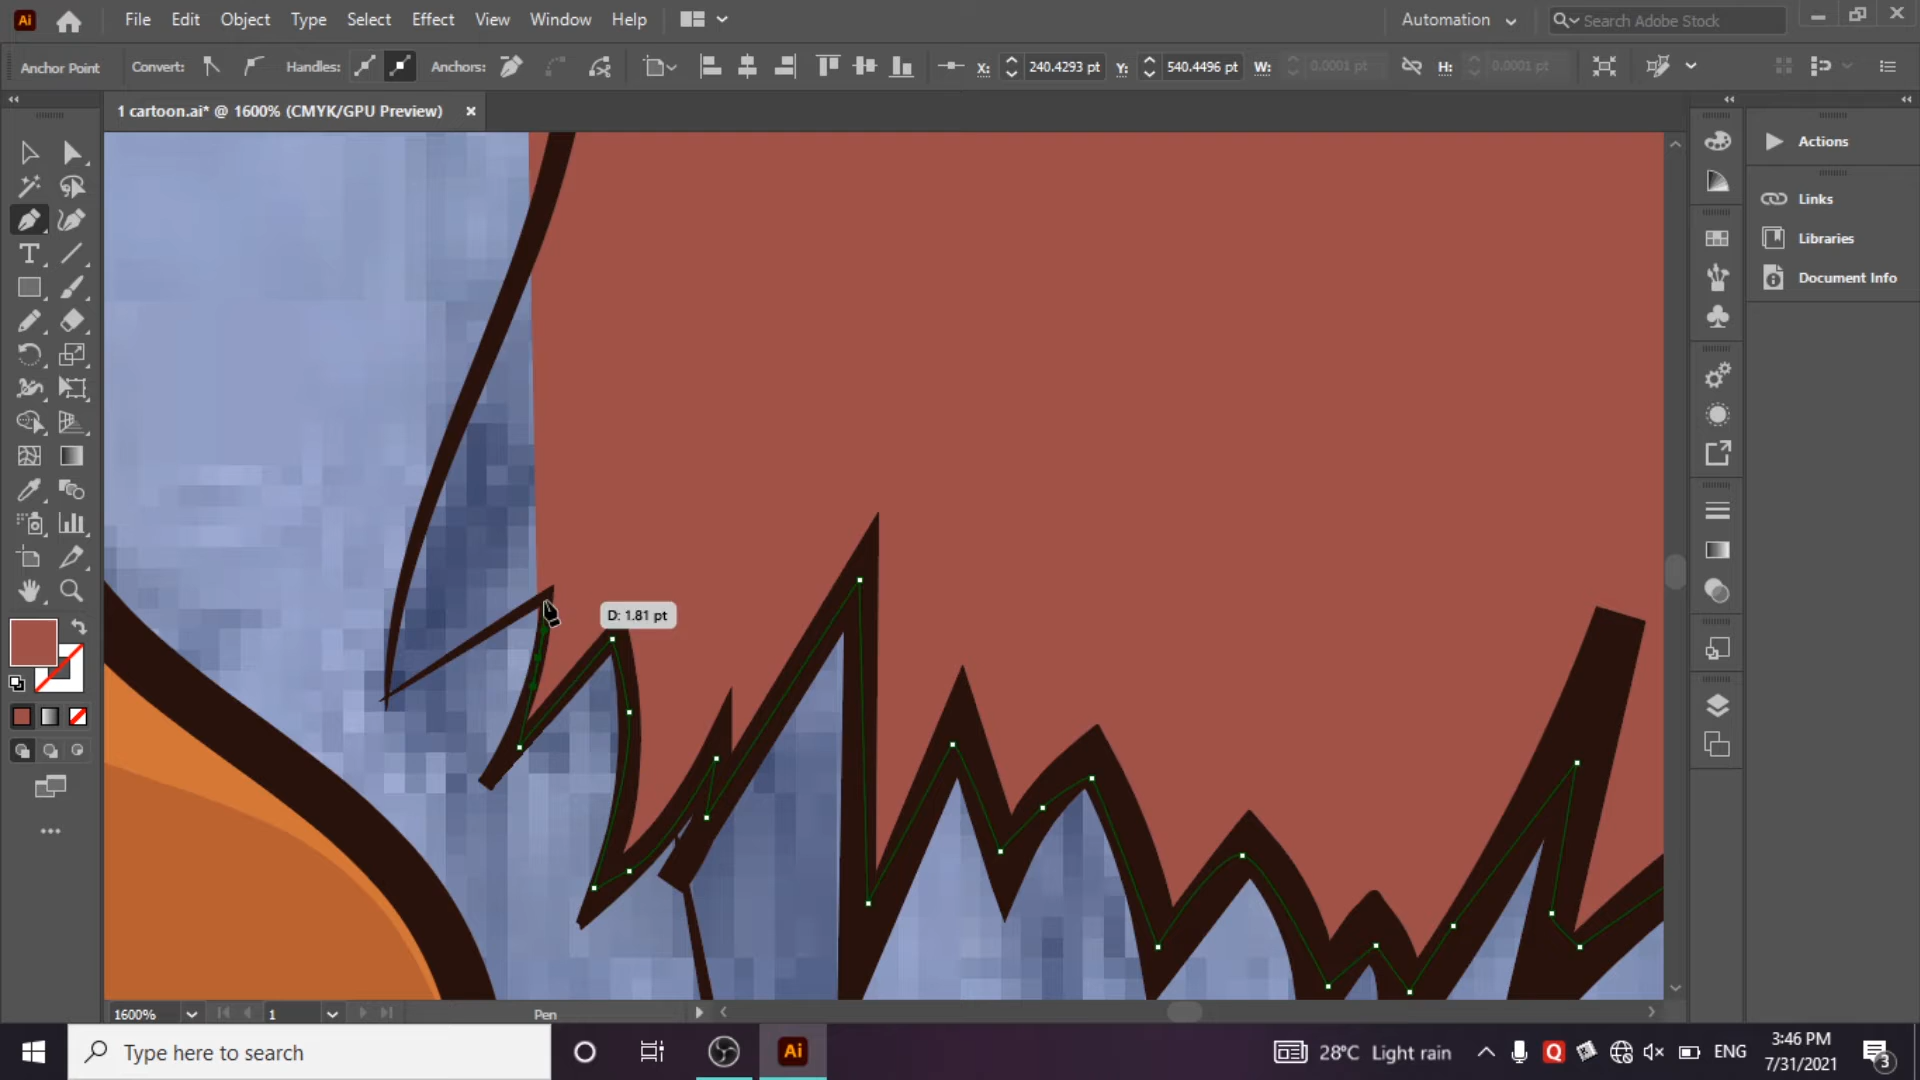 Ai File Edit Object Type Select Effect View Window Help Automation Search Adobe Stock
Anchor Point Convert: Handles: Anchors: X: 240.4293 pt Y: 540.4496 pt W: 0.0001 pt H: 0.0001 pt
1 cartoon.ai* @ 1600% (CMYK/GPU Preview)
Actions
Links
Libraries
Document Info
D: 1.81 pt
1600% 1 Pen
Type here to search
Ai
28°C Light rain
ENG
3:46 PM
7/31/2021
3